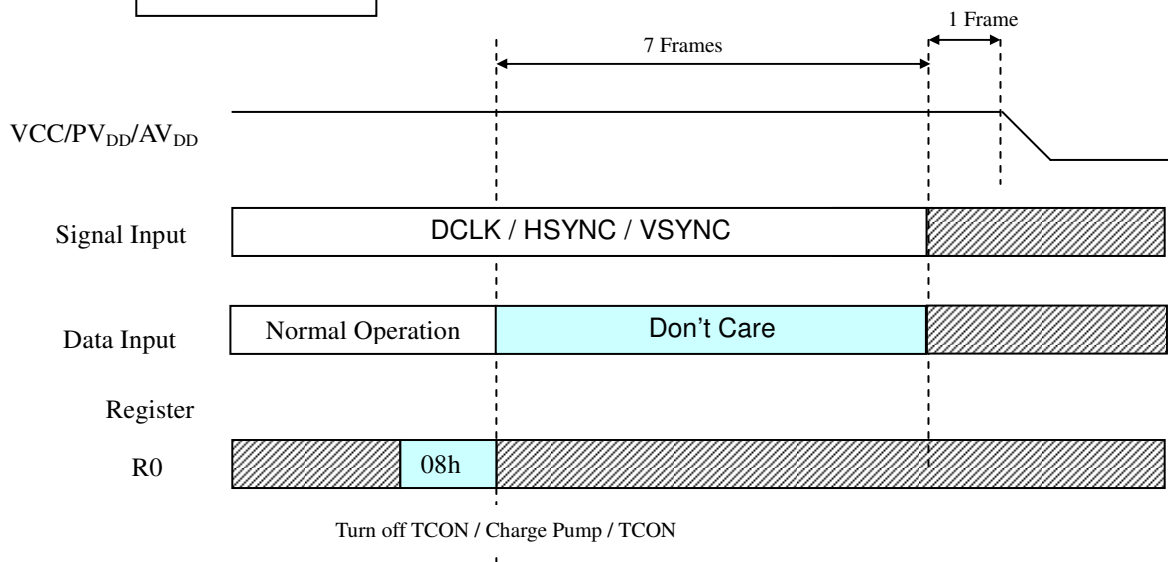 1 Frame
7 Frames
VCC/PVDD/AVDD
Signal Input
DCLK / HSYNC / VSYNC
Data Input
Normal Operation
Don't Care
Register
R0
08h
Turn off TCON / Charge Pump / TCON